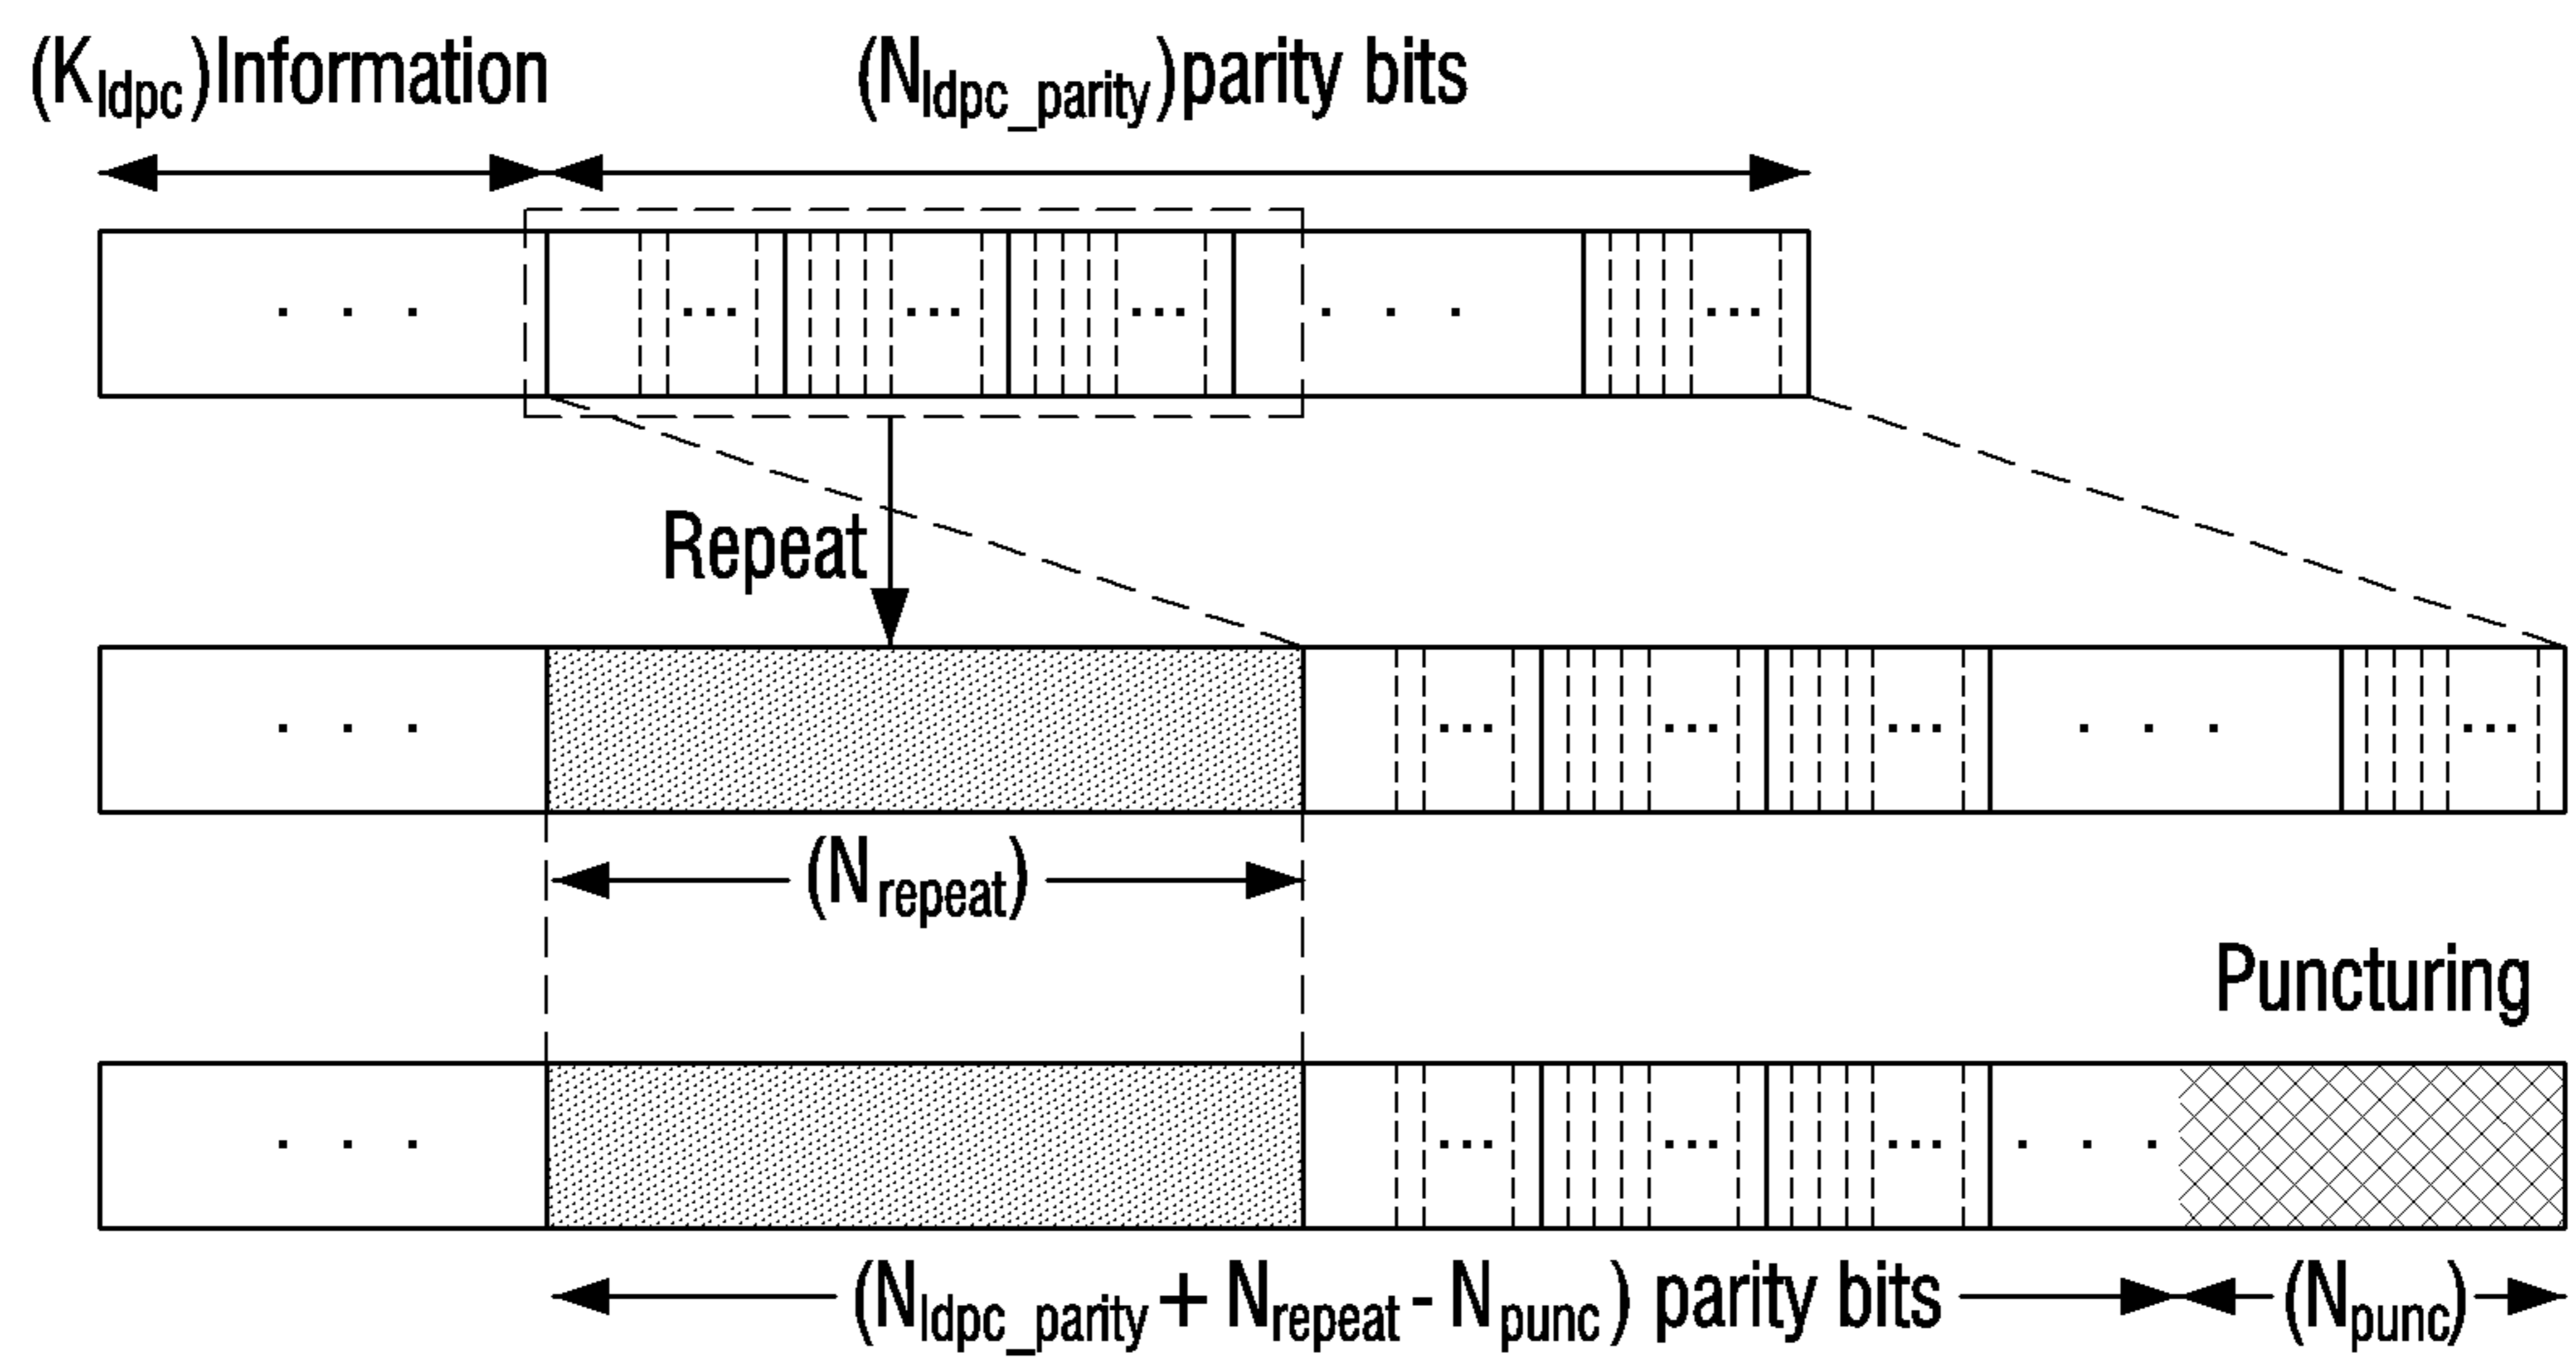 (Kldpc)Information (Nldpc_parity)parity bits
Repeat
(Nrepeat)
Puncturing
(Nldpc_parity + Nrepeat - Npunc) parity bits (Npunc)